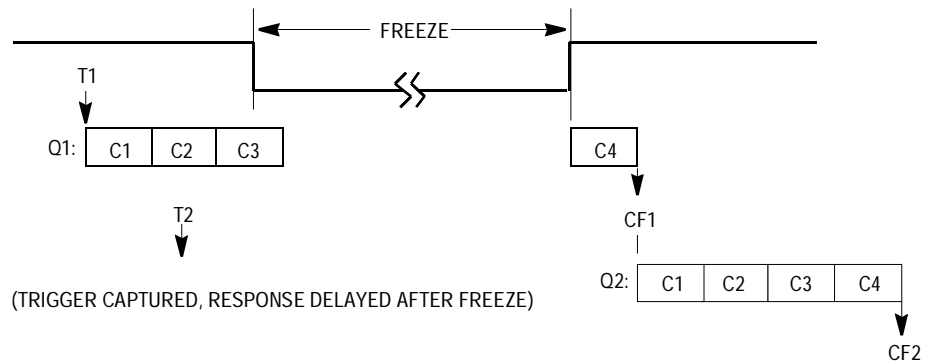 FREEZE
T1
Q1: C1 C2 C3 C4
T2
CF1
Q2: C1 C2 C3 C4
(TRIGGER CAPTURED, RESPONSE DELAYED AFTER FREEZE)
CF2